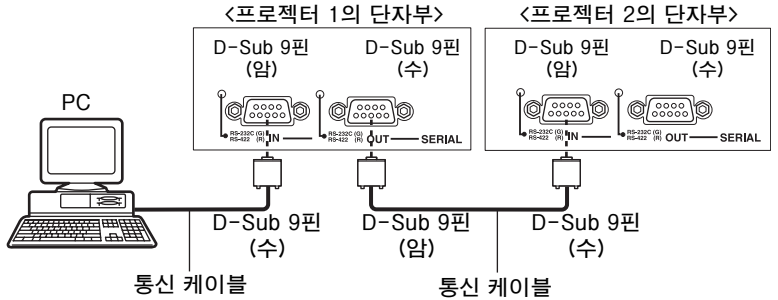 <프로젝터 1의 단자부>
<프로젝터 2의 단자부>
D-Sub 9핀
(암)
D-Sub 9핀
(수)
D-Sub 9핀
(암)
D-Sub 9핀
(수)
PC
RS-232C (G)
RS-422 (R)
IN
RS-232C (G)
RS-422 (R)
OUT
SERIAL
RS-232C (G)
RS-422 (R)
IN
RS-232C (G)
RS-422 (R)
OUT
SERIAL
D-Sub 9핀
(수)
D-Sub 9핀
(암)
D-Sub 9핀
(수)
통신 케이블
통신 케이블